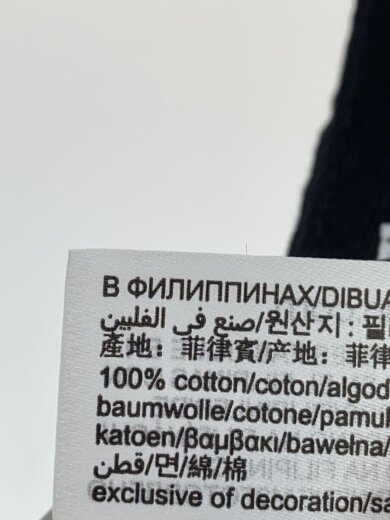 В ФИЛИППИНАХ/DIBUA
صنع في الفلبين/원산지 : 필
產地：菲律賓/产地：菲律
100% cotton/coton/algod
baumwolle/cotone/pamuk
katoen/βαμβακι/bawełna/
قطن/면/綿/棉
exclusive of decoration/sa